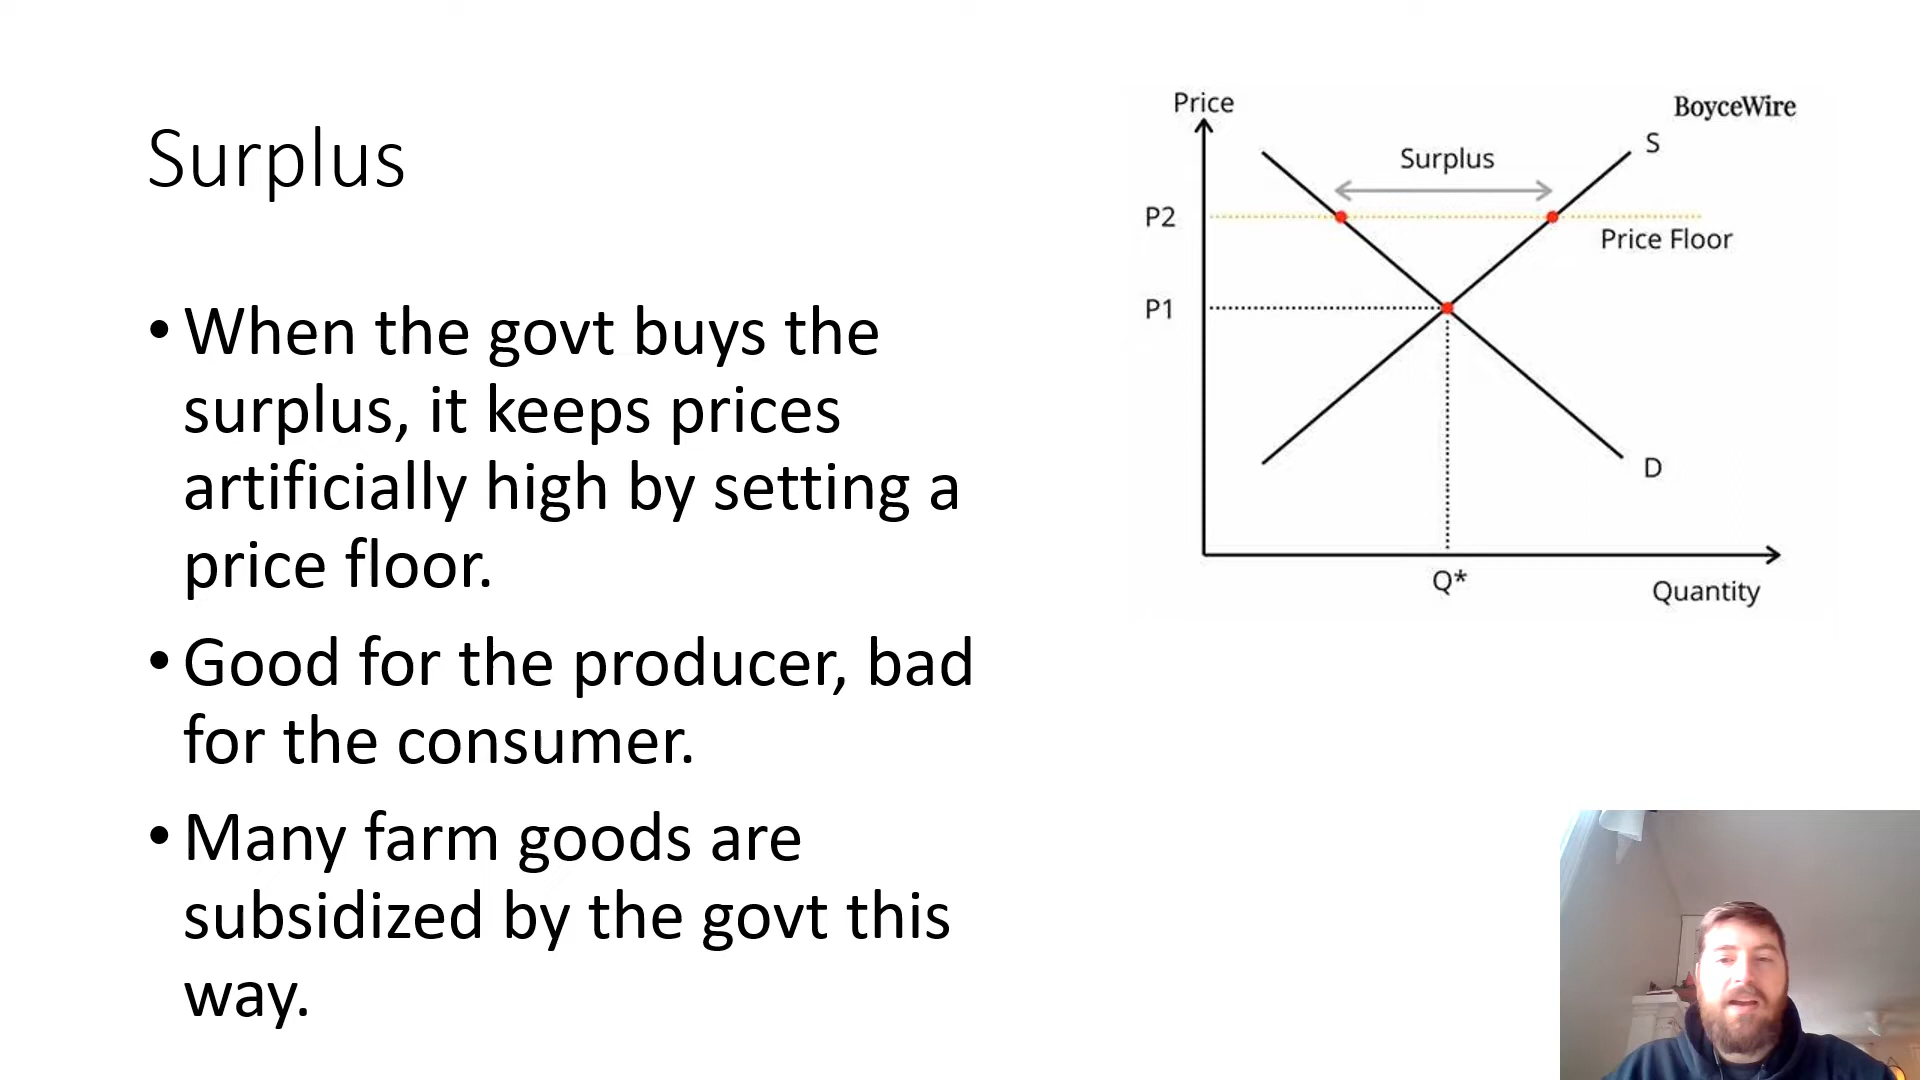 Surplus
• When the govt buys the
surplus, it keeps prices
artificially high by setting a
price floor.
• Good for the producer, bad
for the consumer.
• Many farm goods are
subsidized by the govt this
way.
Price
BoyceWire
S
Surplus
P2
Price Floor
P1
D
Q*
Quantity